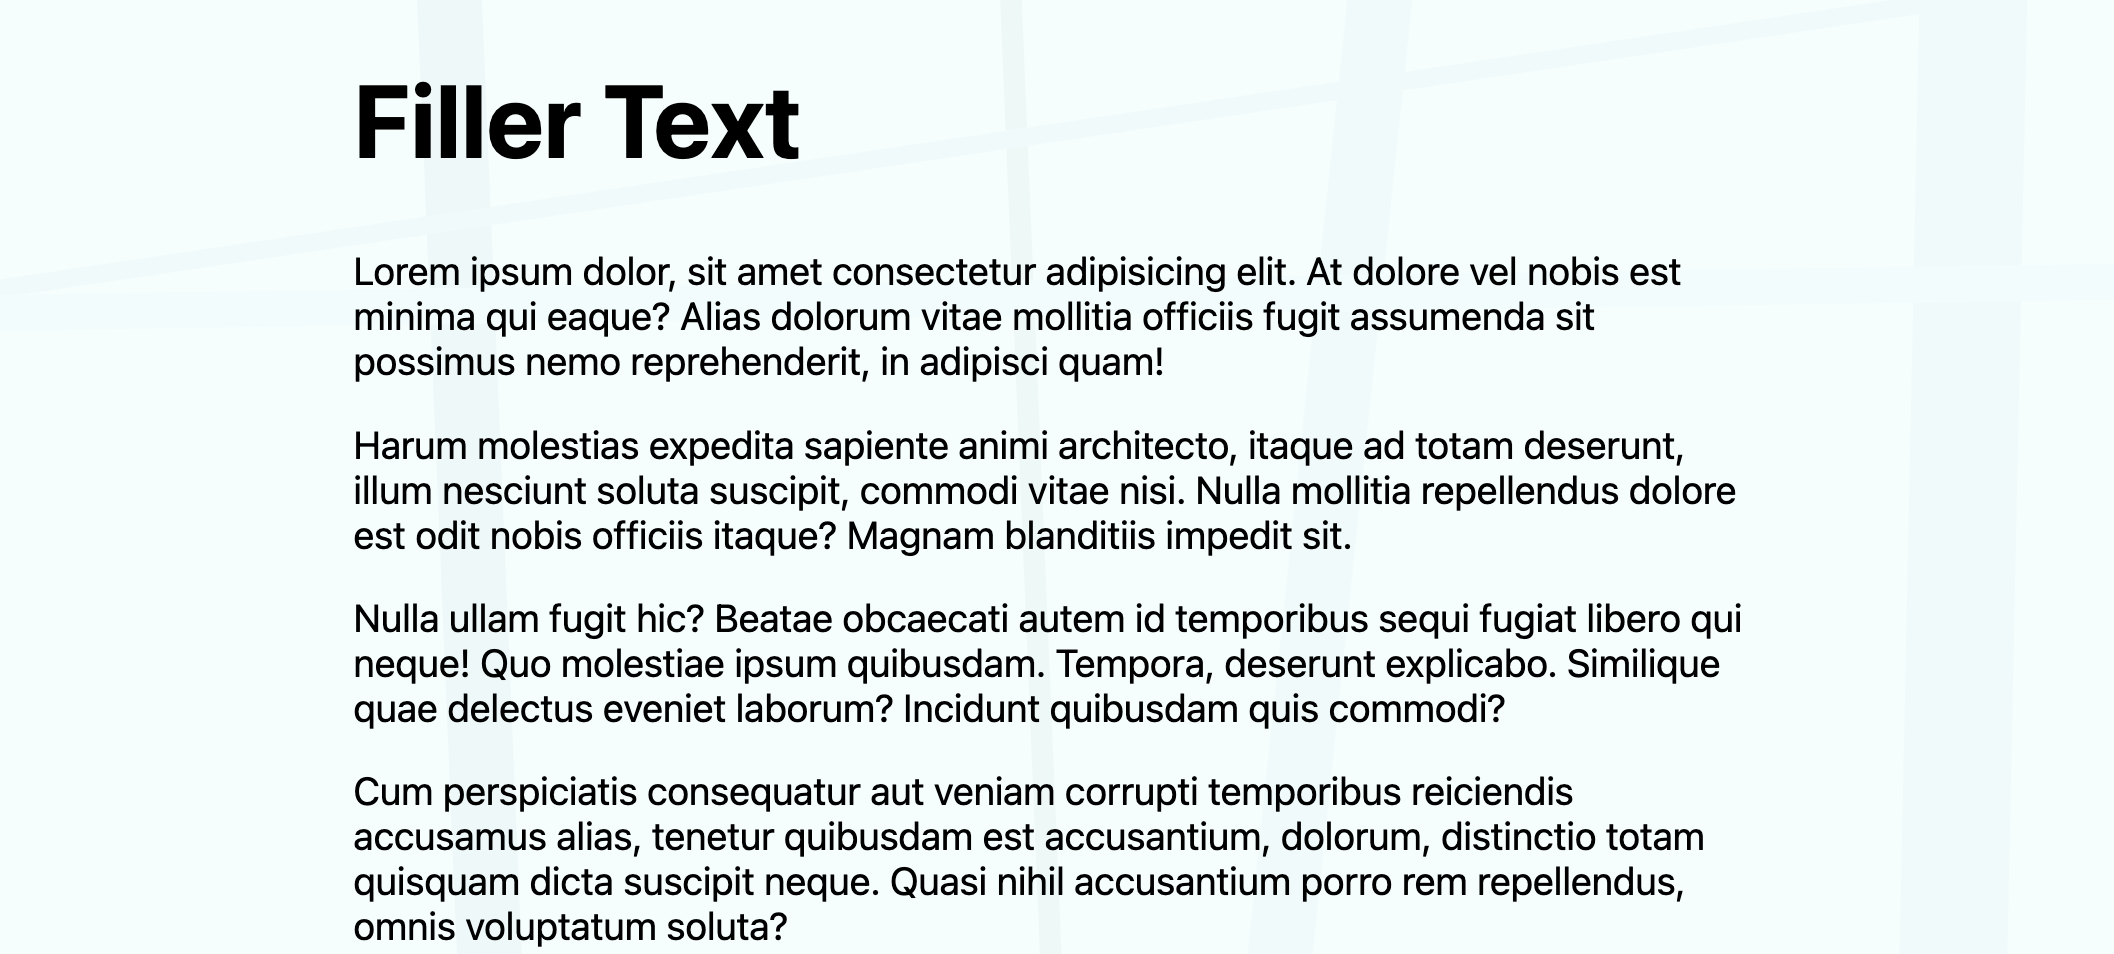 Filler Text
Lorem ipsum dolor, sit amet consectetur adipisicing elit. At dolore vel nobis est
minima qui eaque? Alias dolorum vitae mollitia officiis fugit assumenda sit
possimus nemo reprehenderit, in adipisci quam!
Harum molestias expedita sapiente animi architecto, itaque ad totam deserunt,
illum nesciunt soluta suscipit, commodi vitae nisi. Nulla mollitia repellendus dolore
est odit nobis officiis itaque? Magnam blanditiis impedit sit.
Nulla ullam fugit hic? Beatae obcaecati autem id temporibus sequi fugiat libero qui
neque! Quo molestiae ipsum quibusdam. Tempora, deserunt explicabo. Similique
quae delectus eveniet laborum? Incidunt quibusdam quis commodi?
Cum perspiciatis consequatur aut veniam corrupti temporibus reiciendis
accusamus alias, tenetur quibusdam est accusantium, dolorum, distinctio totam
quisquam dicta suscipit neque. Quasi nihil accusantium porro rem repellendus,
omnis voluptatum soluta?